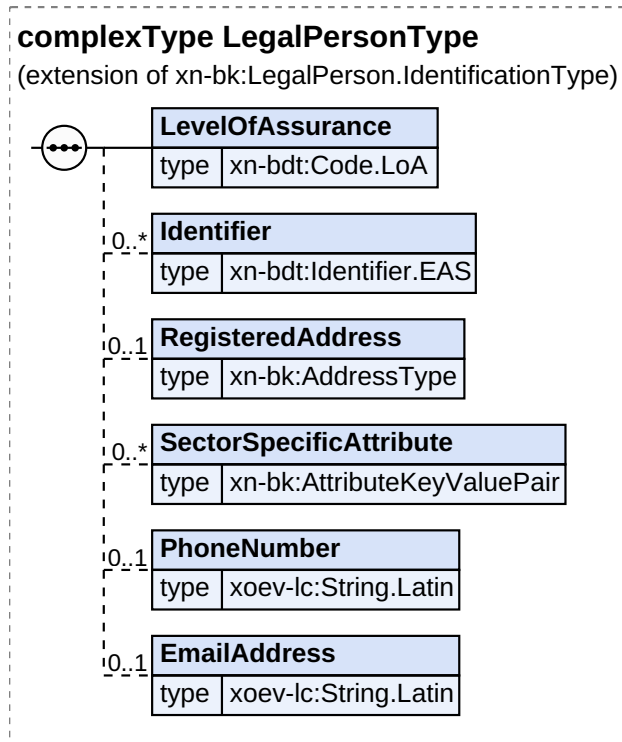 complexType LegalPersonType
(extension of xn-bk:LegalPerson.IdentificationType)
LevelOfAssurance
type xn-bdt:Code.LoA
0..* Identifier
type xn-bdt:Identifier.EAS
0..1 RegisteredAddress
type xn-bk:AddressType
0..* SectorSpecificAttribute
type xn-bk:AttributeKeyValuePair
0..1 PhoneNumber
type xoev-lc:String.Latin
0..1 EmailAddress
type xoev-lc:String.Latin